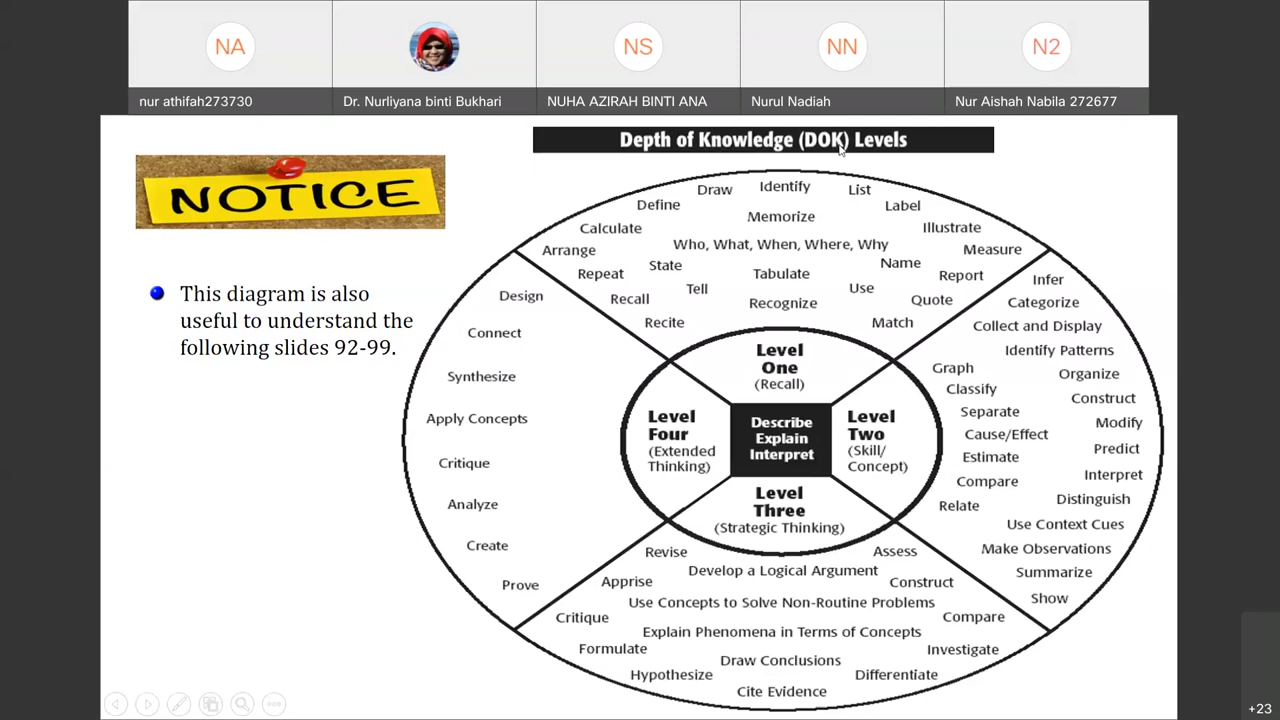 NA
NS
NN
N2
nur athifah273730
Dr. Nurliyana binti Bukhari
NUHA AZIRAH BINTI ANA
Nurul Nadiah
Nur Aishah Nabila 272677
Depth of Knowledge (DOK) Levels
NOTICE
This diagram is also
useful to understand the
following slides 92-99.
Draw
Identify
List
Define
Memorize
Label
Calculate
Illustrate
Arrange
Who, What, When, Where, Why
Measure
Repeat
State
Tabulate
Name
Report
Recall
Tell
Recognize
Use
Quote
Recite
Match
Level
One
(Recall)
Infer
Categorize
Collect and Display
Identify Patterns
Graph
Organize
Classify
Construct
Separate
Modify
Cause/Effect
Predict
Estimate
Interpret
Compare
Distinguish
Relate
Use Context Cues
Make Observations
Summarize
Show
Level
Two
(Skill/
Concept)
Describe
Explain
Interpret
Level
Three
(Strategic Thinking)
Revise
Assess
Develop a Logical Argument
Apprise
Construct
Use Concepts to Solve Non-Routine Problems
Critique
Compare
Explain Phenomena in Terms of Concepts
Formulate
Investigate
Draw Conclusions
Hypothesize
Differentiate
Cite Evidence
Level
Four
(Extended
Thinking)
Design
Connect
Synthesize
Apply Concepts
Critique
Analyze
Create
Prove
+23